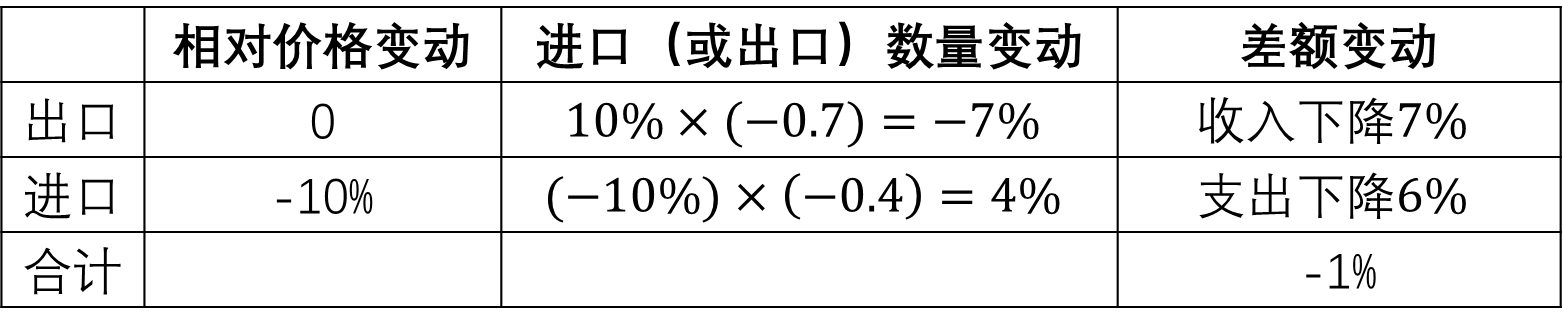 相对价格变动 进口（或出口）数量变动 差额变动
出口 0 10% × (−0.7) = −7% 收入下降7%
进口 -10% (−10%) × (−0.4) = 4% 支出下降6%
合计 -1%